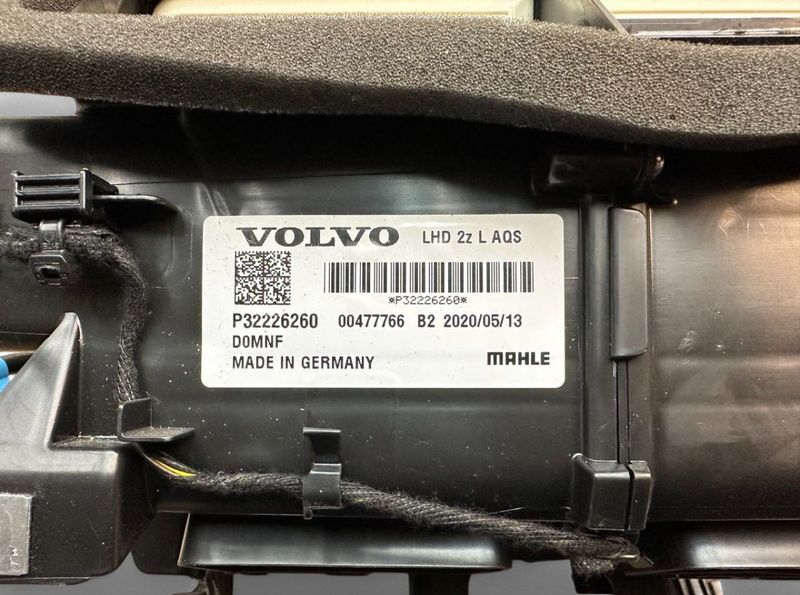 VOLVO LHD 2z L AQS
*P32226260*
P32226260 00477766 B2 2020/05/13
D0MNF
MADE IN GERMANY MAHLE